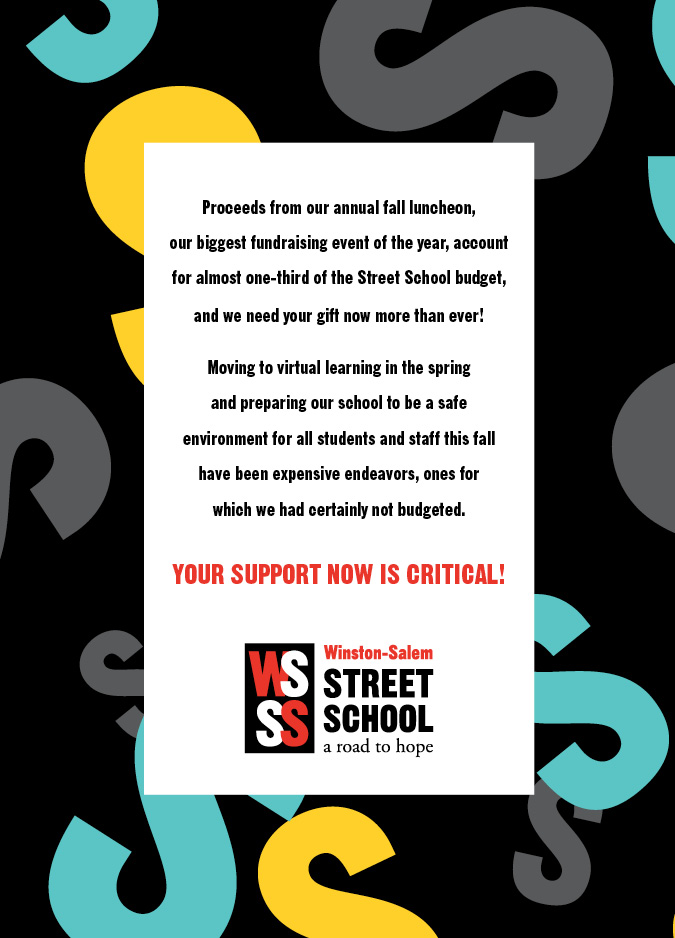 Proceeds from our annual fall luncheon,
our biggest fundraising event of the year, account
for almost one-third of the Street School budget,
and we need your gift now more than ever!
Moving to virtual learning in the spring
and preparing our school to be a safe
environment for all students and staff this fall
have been expensive endeavors, ones for
which we had certainly not budgeted.
YOUR SUPPORT NOW IS CRITICAL!
WS
SS
Winston-Salem
STREET
SCHOOL
a road to hope